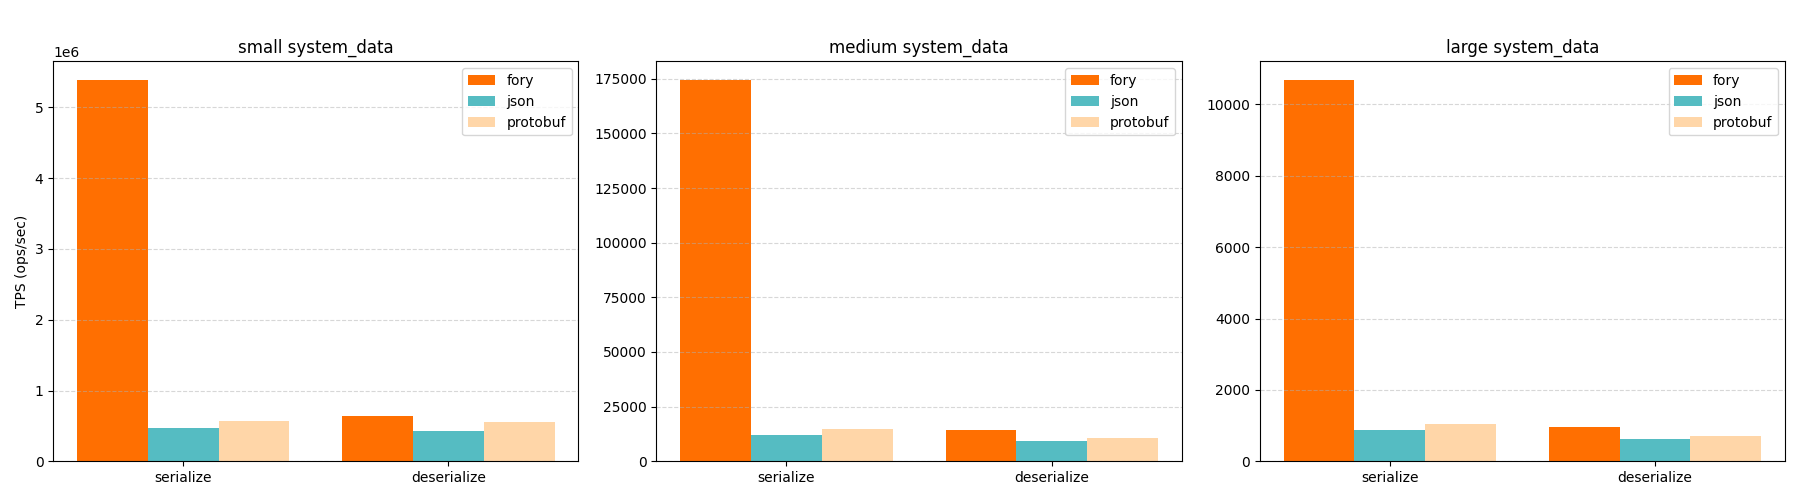 small system_data
1e6
5
4
3
2
1
0
TPS (ops/sec)
serialize
deserialize
fory
json
protobuf
medium system_data
175000
150000
125000
100000
75000
50000
25000
0
serialize
deserialize
fory
json
protobuf
large system_data
10000
8000
6000
4000
2000
0
serialize
deserialize
fory
json
protobuf